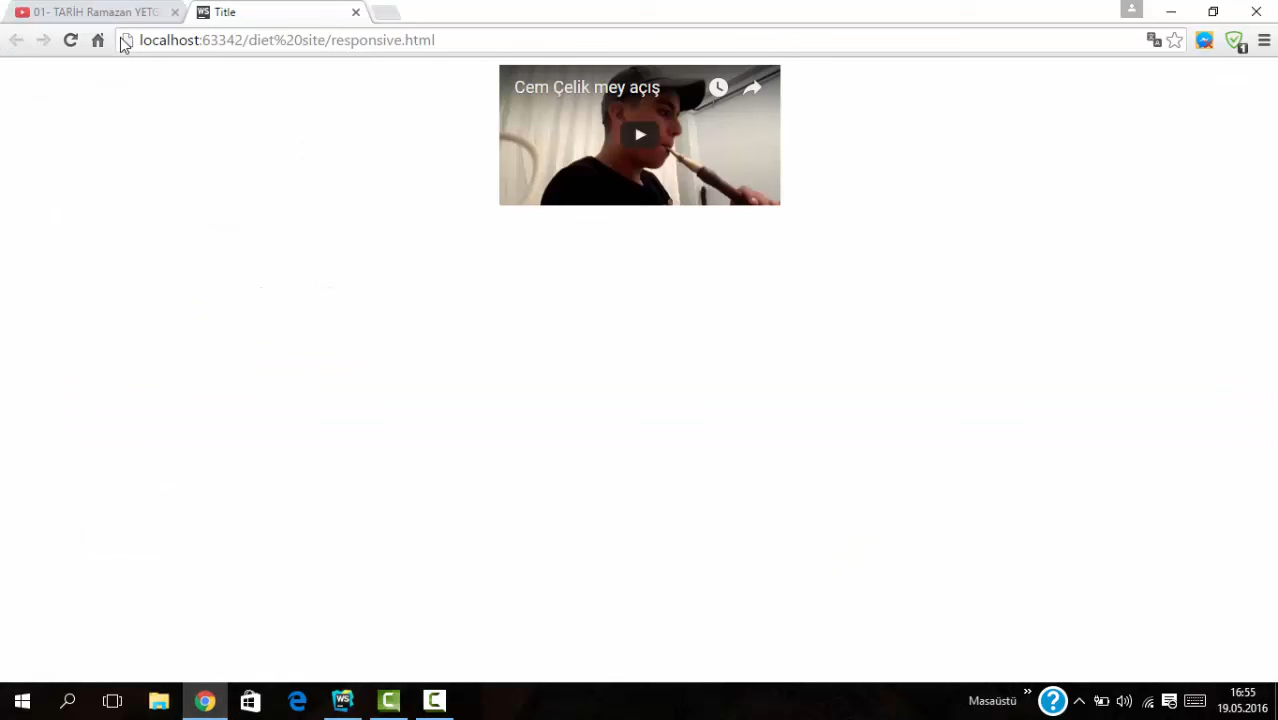 01- TARİH Ramazan YETG
Title
localhost:63342/diet%20site/responsive.html
Cem Çelik mey açış
Masaüstü
16:55
19.05.2016